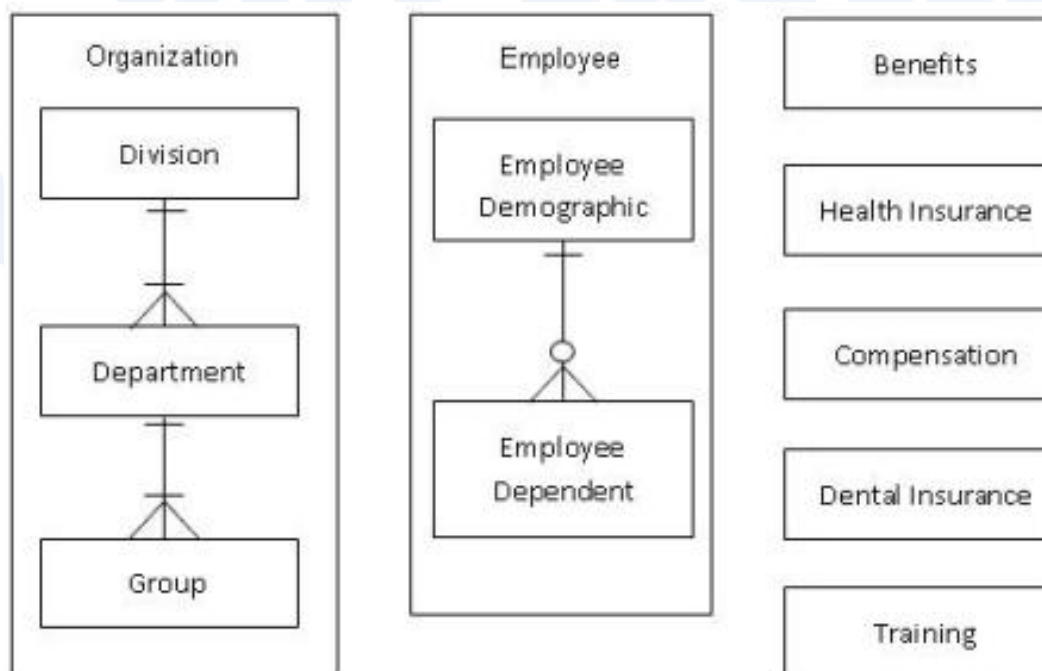 Organization
Division
Department
Group
Employee
Employee
Demographic
Employee
Dependent
Benefits
Health Insurance
Compensation
Dental Insurance
Training